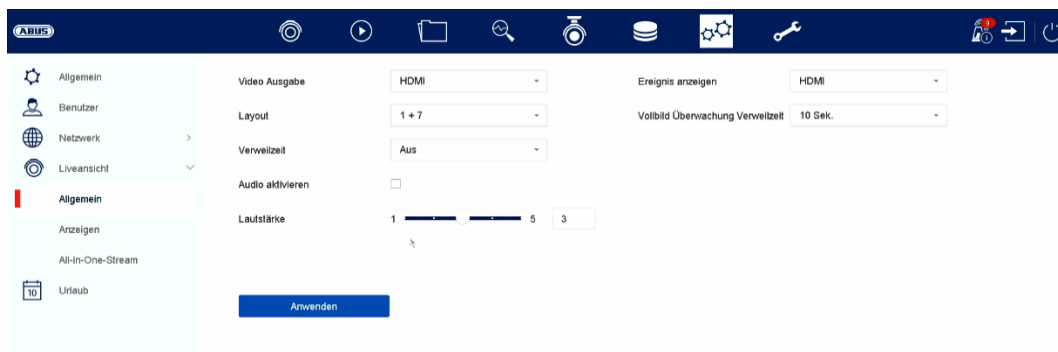 ABUS
3
Allgemein
Benutzer
Netzwerk
Liveansicht
Allgemein
Anzeigen
All-in-One-Stream
10 Urlaub
Video Ausgabe HDMI Ereignis anzeigen HDMI
Layout 1 + 7 Vollbild Überwachung Verweilzeit 10 Sek.
Verweilzeit Aus
Audio aktivieren
Lautstärke 1 5 3
Anwenden